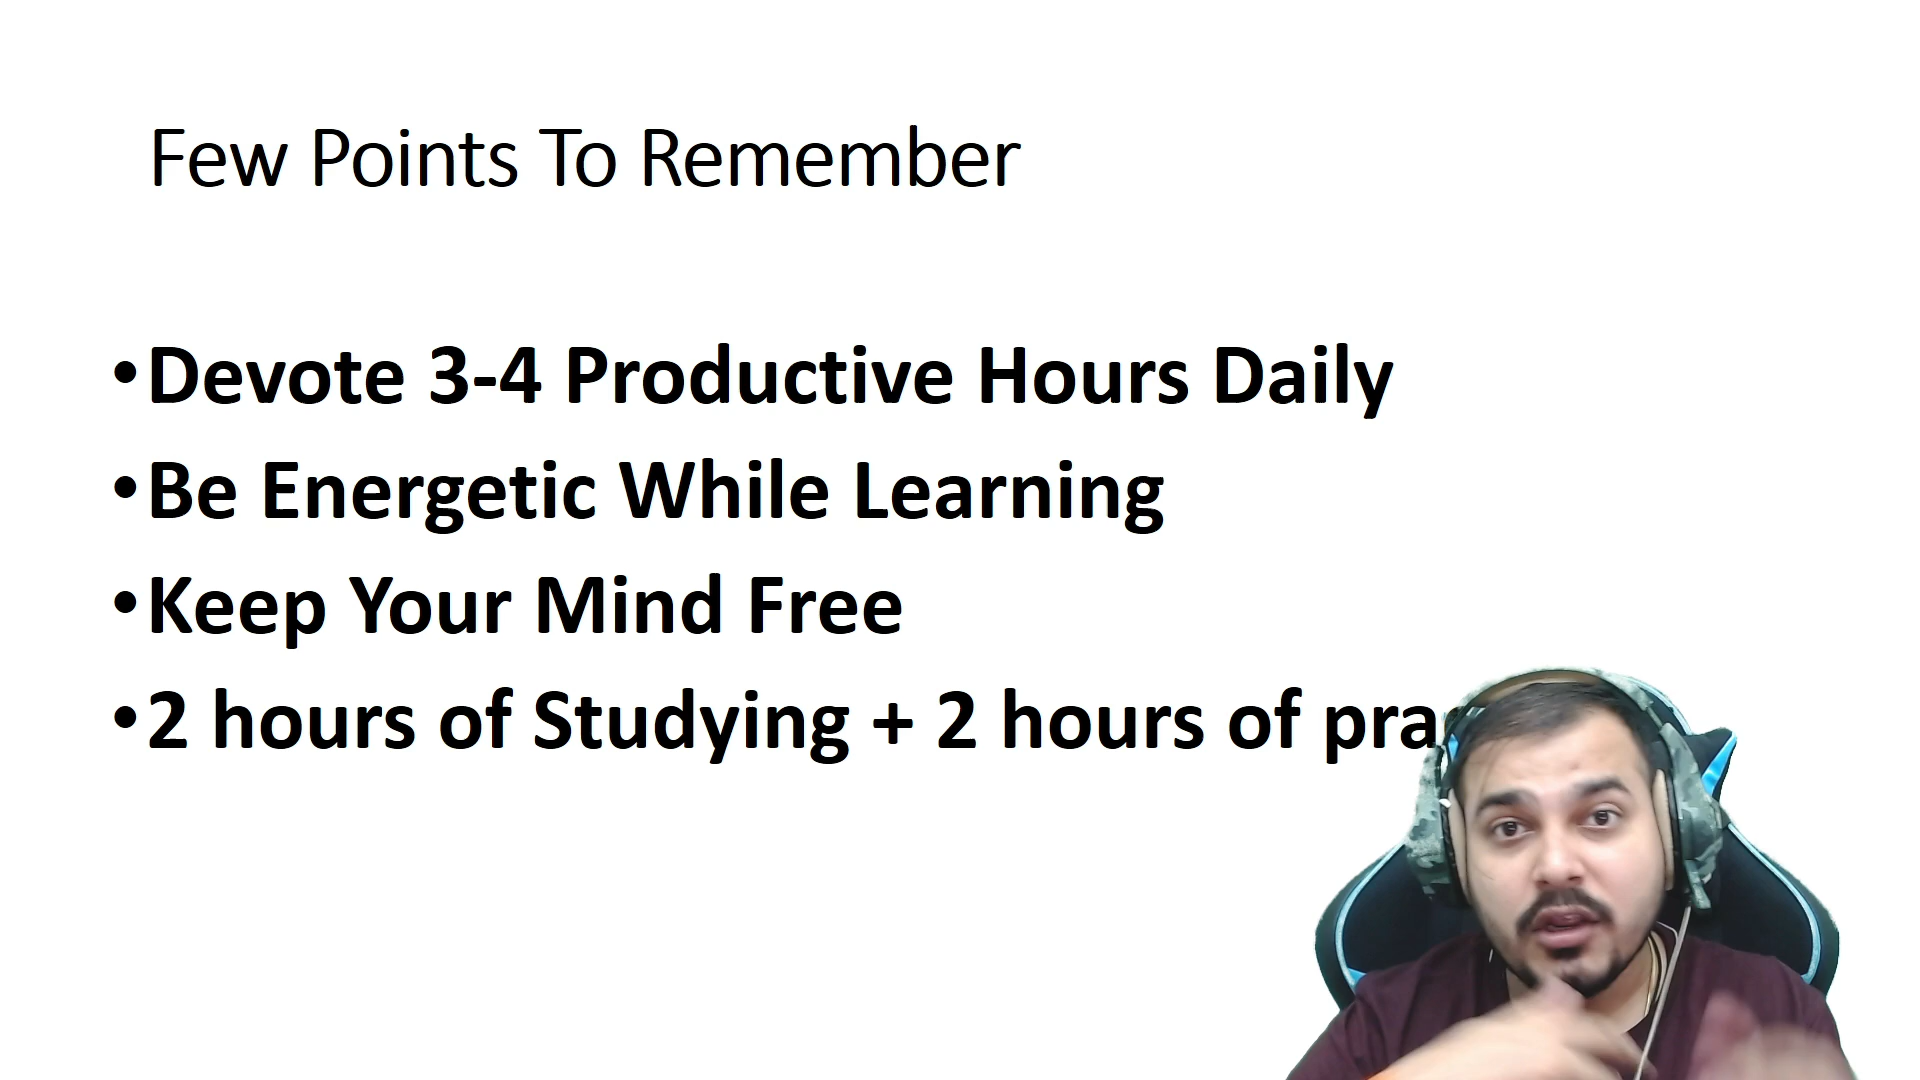 Few Points To Remember
•Devote 3-4 Productive Hours Daily
•Be Energetic While Learning
•Keep Your Mind Free
•2 hours of Studying + 2 hours of